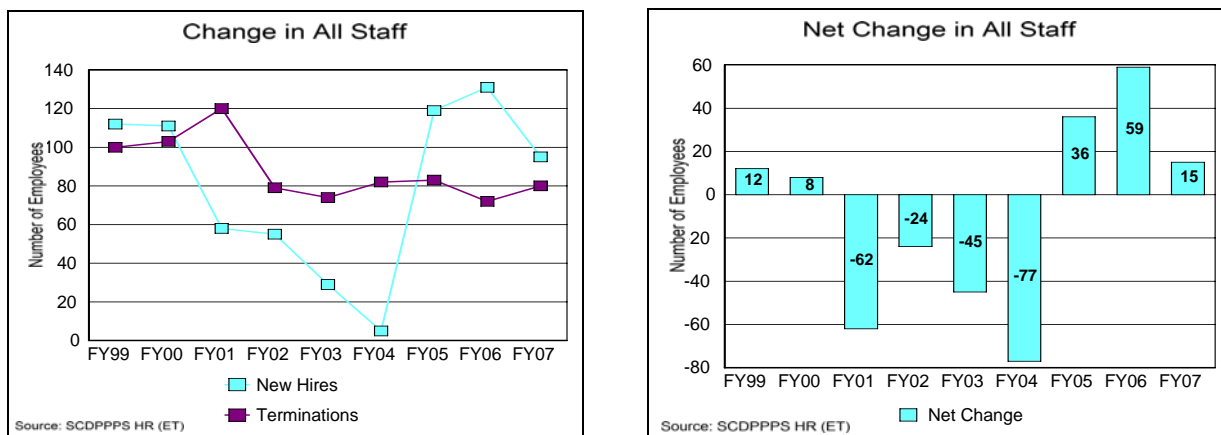 Change in All Staff
140
120
100
80
60
40
20
0
Number of Employees
FY99 FY00 FY01 FY02 FY03 FY04 FY05 FY06 FY07
New Hires
Terminations
Source: SCDPPPS HR (ET)
Net Change in All Staff
60
40
20
0
20
-40
-60
-80
Number of Employees
12
8
-62
-24
-45
-77
36
59
15
FY99 FY00 FY01 FY02 FY03 FY04 FY05 FY06 FY07
Net Change
Source: SCDPPPS HR (ET)